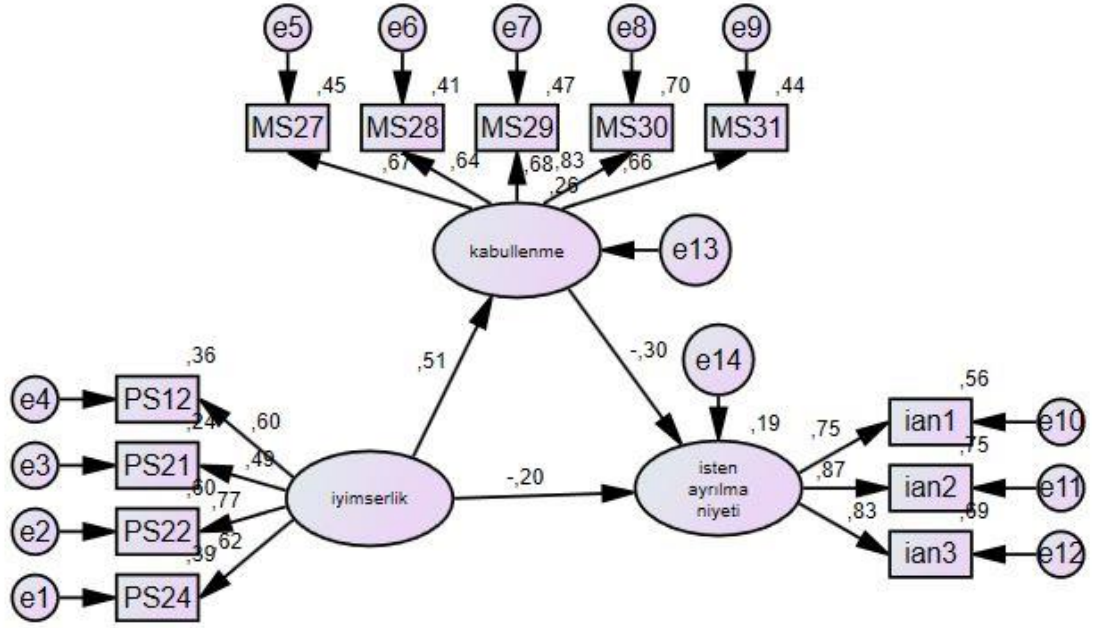 e5 e6 e7 e8 e9
,45 ,41 ,47 ,70 ,44
MS27 MS28 MS29 MS30 MS31
,67 ,64 ,68 ,83 ,66
,26
kabullenme
e13
,51
-,30
e14
,36
e4 PS12
,60
,24
e3 PS21
,49
,60
e2 PS22
,77
,39
,62
e1 PS24
iyimserlik
-,20
,19
isten
ayrılma
niyeti
,75
,87
,83
,56
ian1 e10
,75
ian2 e11
,69
ian3 e12